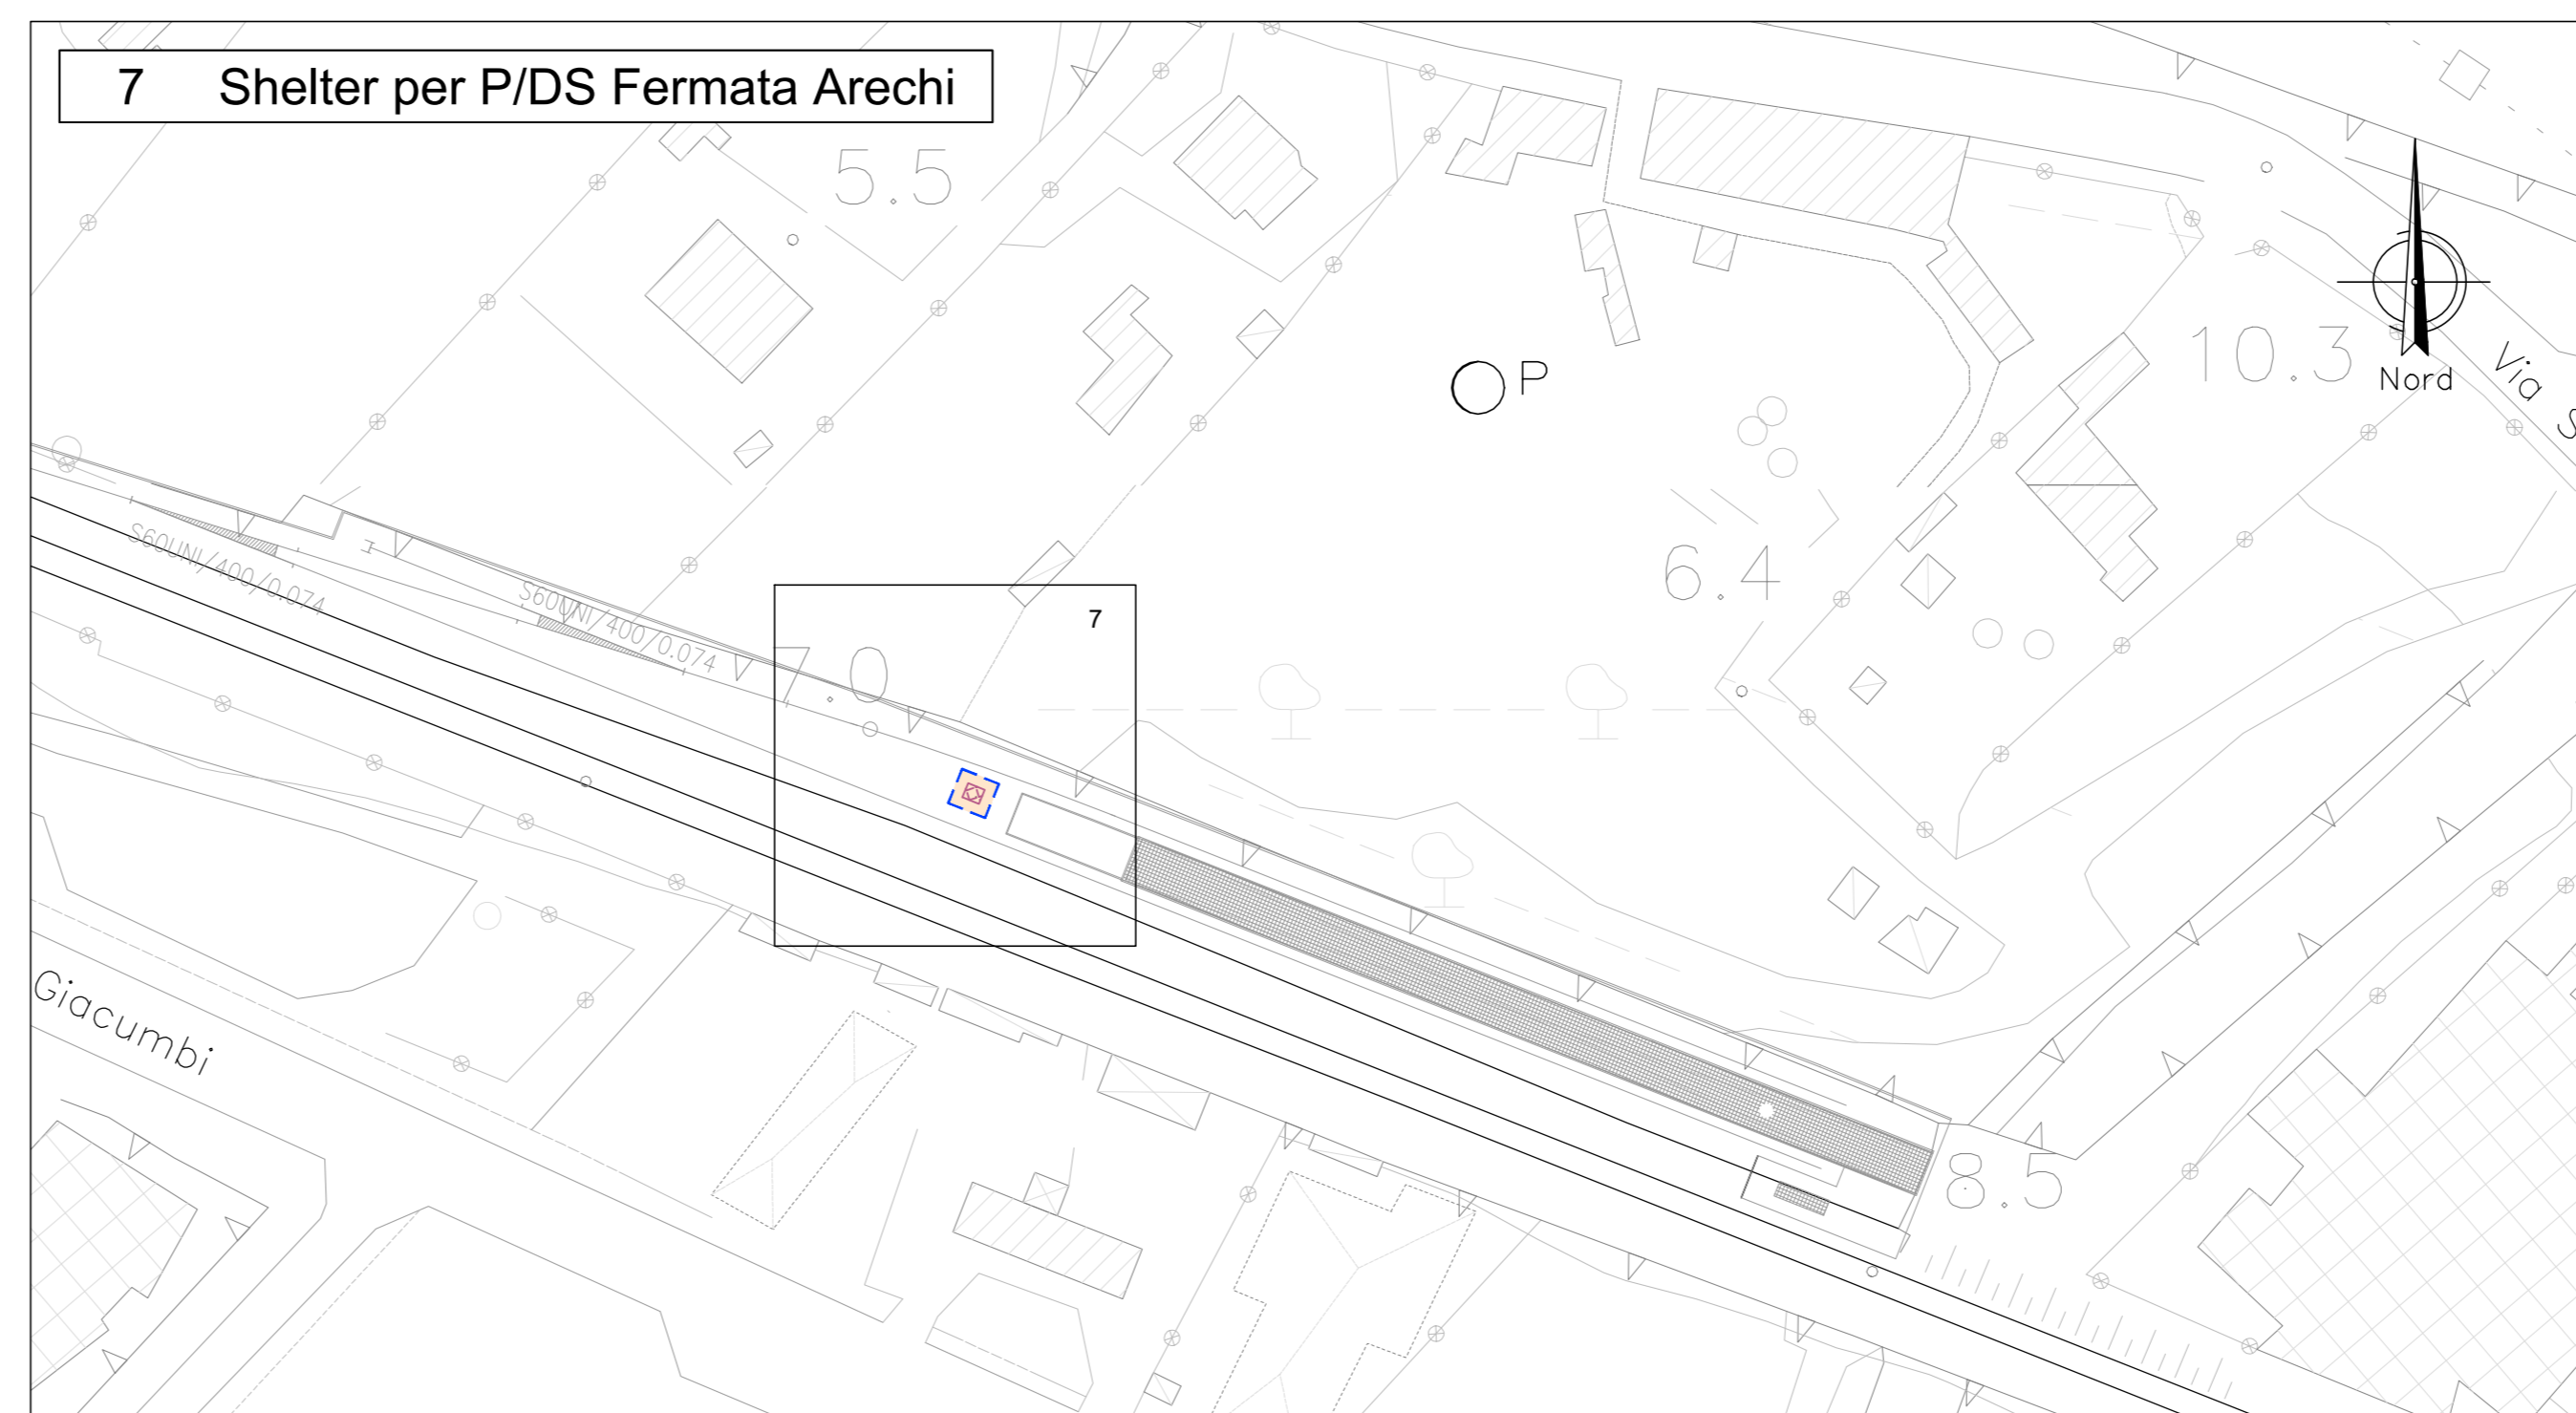 7 Shelter per P/DS Fermata Arechi
5.5
P
10.3
Nord
Via S
S60UNI/400/0.074
S60UNI/400/0.074
6.4
7
7.0
Giacumbi
8.5